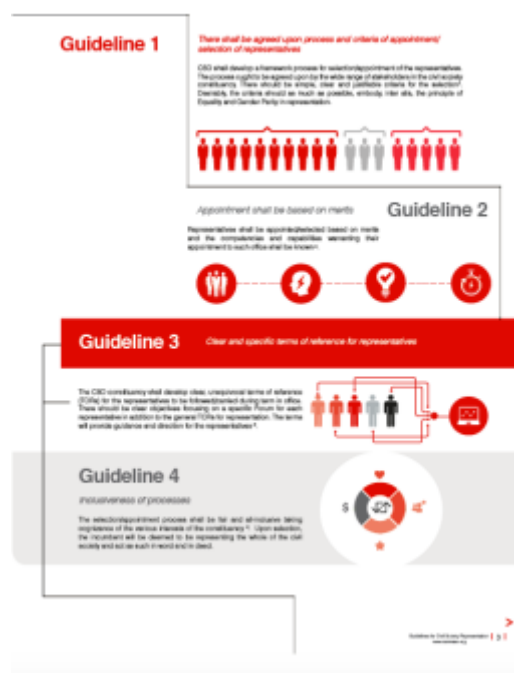 Guideline 1
There shall be agreed upon process and criteria of appointment/
selection of representatives
CSO shall develop a framework process for selection/appointment of the representatives.
The process ought to be agreed upon by the wide range of stakeholders in the civil society
constituency. There should be simple, clear and justifiable criteria for the selection
Desirably, the criteria should as much as possible, embody, inter alia, the principle of
Equality and Gender Parity in representation.
Appointment shall be based on merits
Guideline 2
Representatives shall be appointed/selected based on merits
and the competencies and capabilities warranting their
appointment to each office shall be known
Guideline 3
Clear and specific terms of reference for representatives
The CSO constituency shall develop clear, unequivocal terms of reference
(TORs) for the representatives to be followed during term in office.
There should be clear objectives focusing on a specific Forum for each
representative in addition to the general TORs for representation. The terms
will provide guidance and direction for the representatives
Guideline 4
Inclusiveness of processes
The selection/appointment process shall be fair and all-inclusive taking
cognizance of the various interests of the constituency Upon selection,
the incumbent will be deemed to be representing the whole of the civil
society and act as such in word and in deed.
$
Guidelines for Civil Society Representation | 3 |